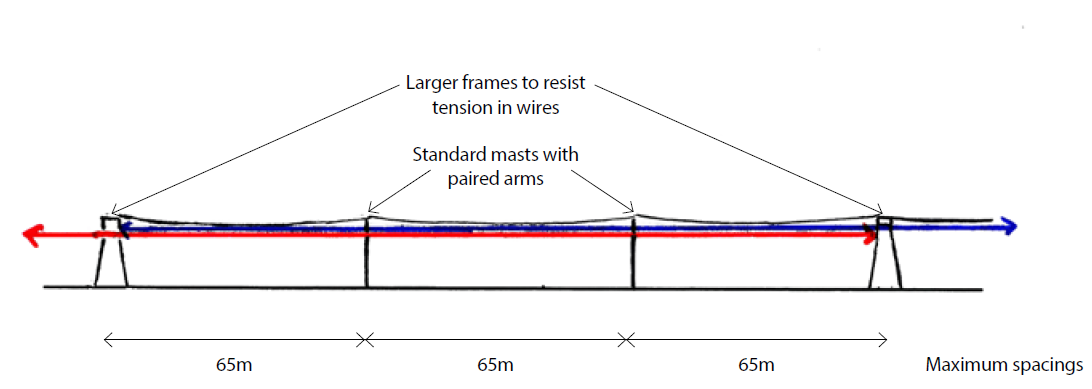 Larger frames to resist
tension in wires
Standard masts with
paired arms
65m
65m
65m
Maximum spacings